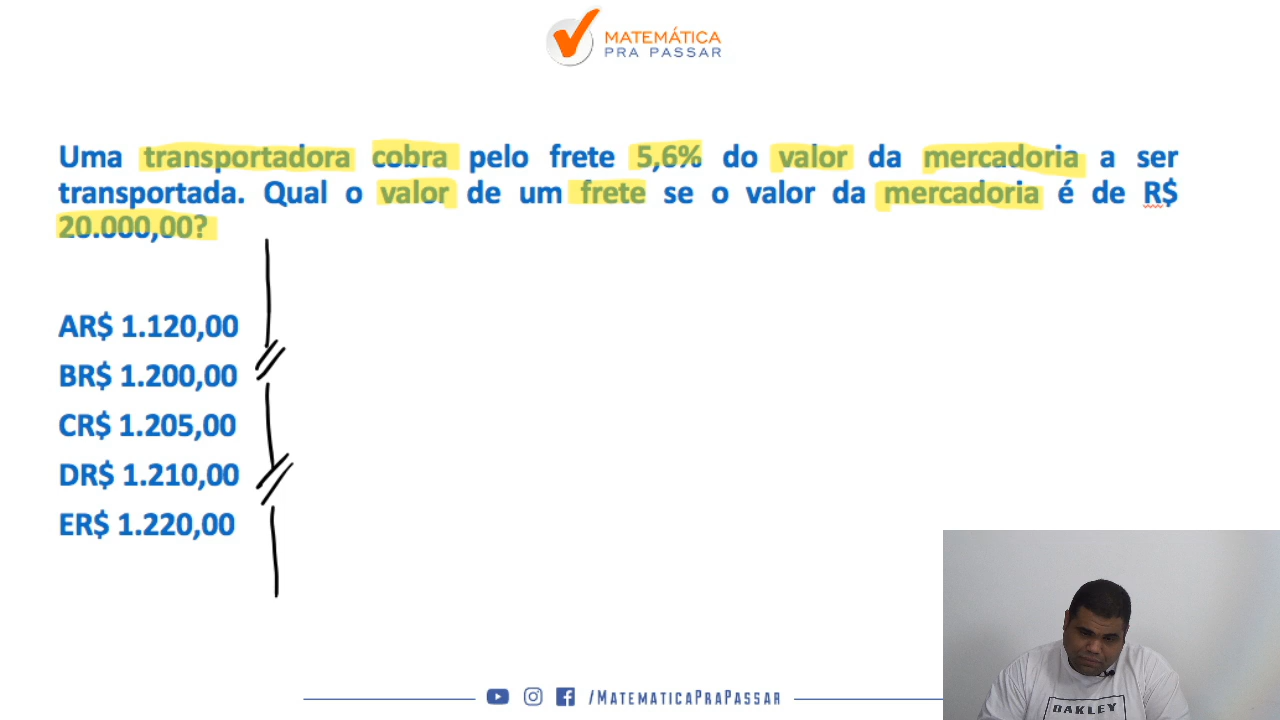 MATEMÁTICA
PRA PASSAR
Uma transportadora cobra pelo frete 5,6% do valor da mercadoria a ser
transportada. Qual o valor de um frete se o valor da mercadoria é de R$
20.000,00?
AR$ 1.120,00
BR$ 1.200,00
CR$ 1.205,00
DR$ 1.210,00
ER$ 1.220,00
OAKLEY
/MATEMATICAPRAPASSAR